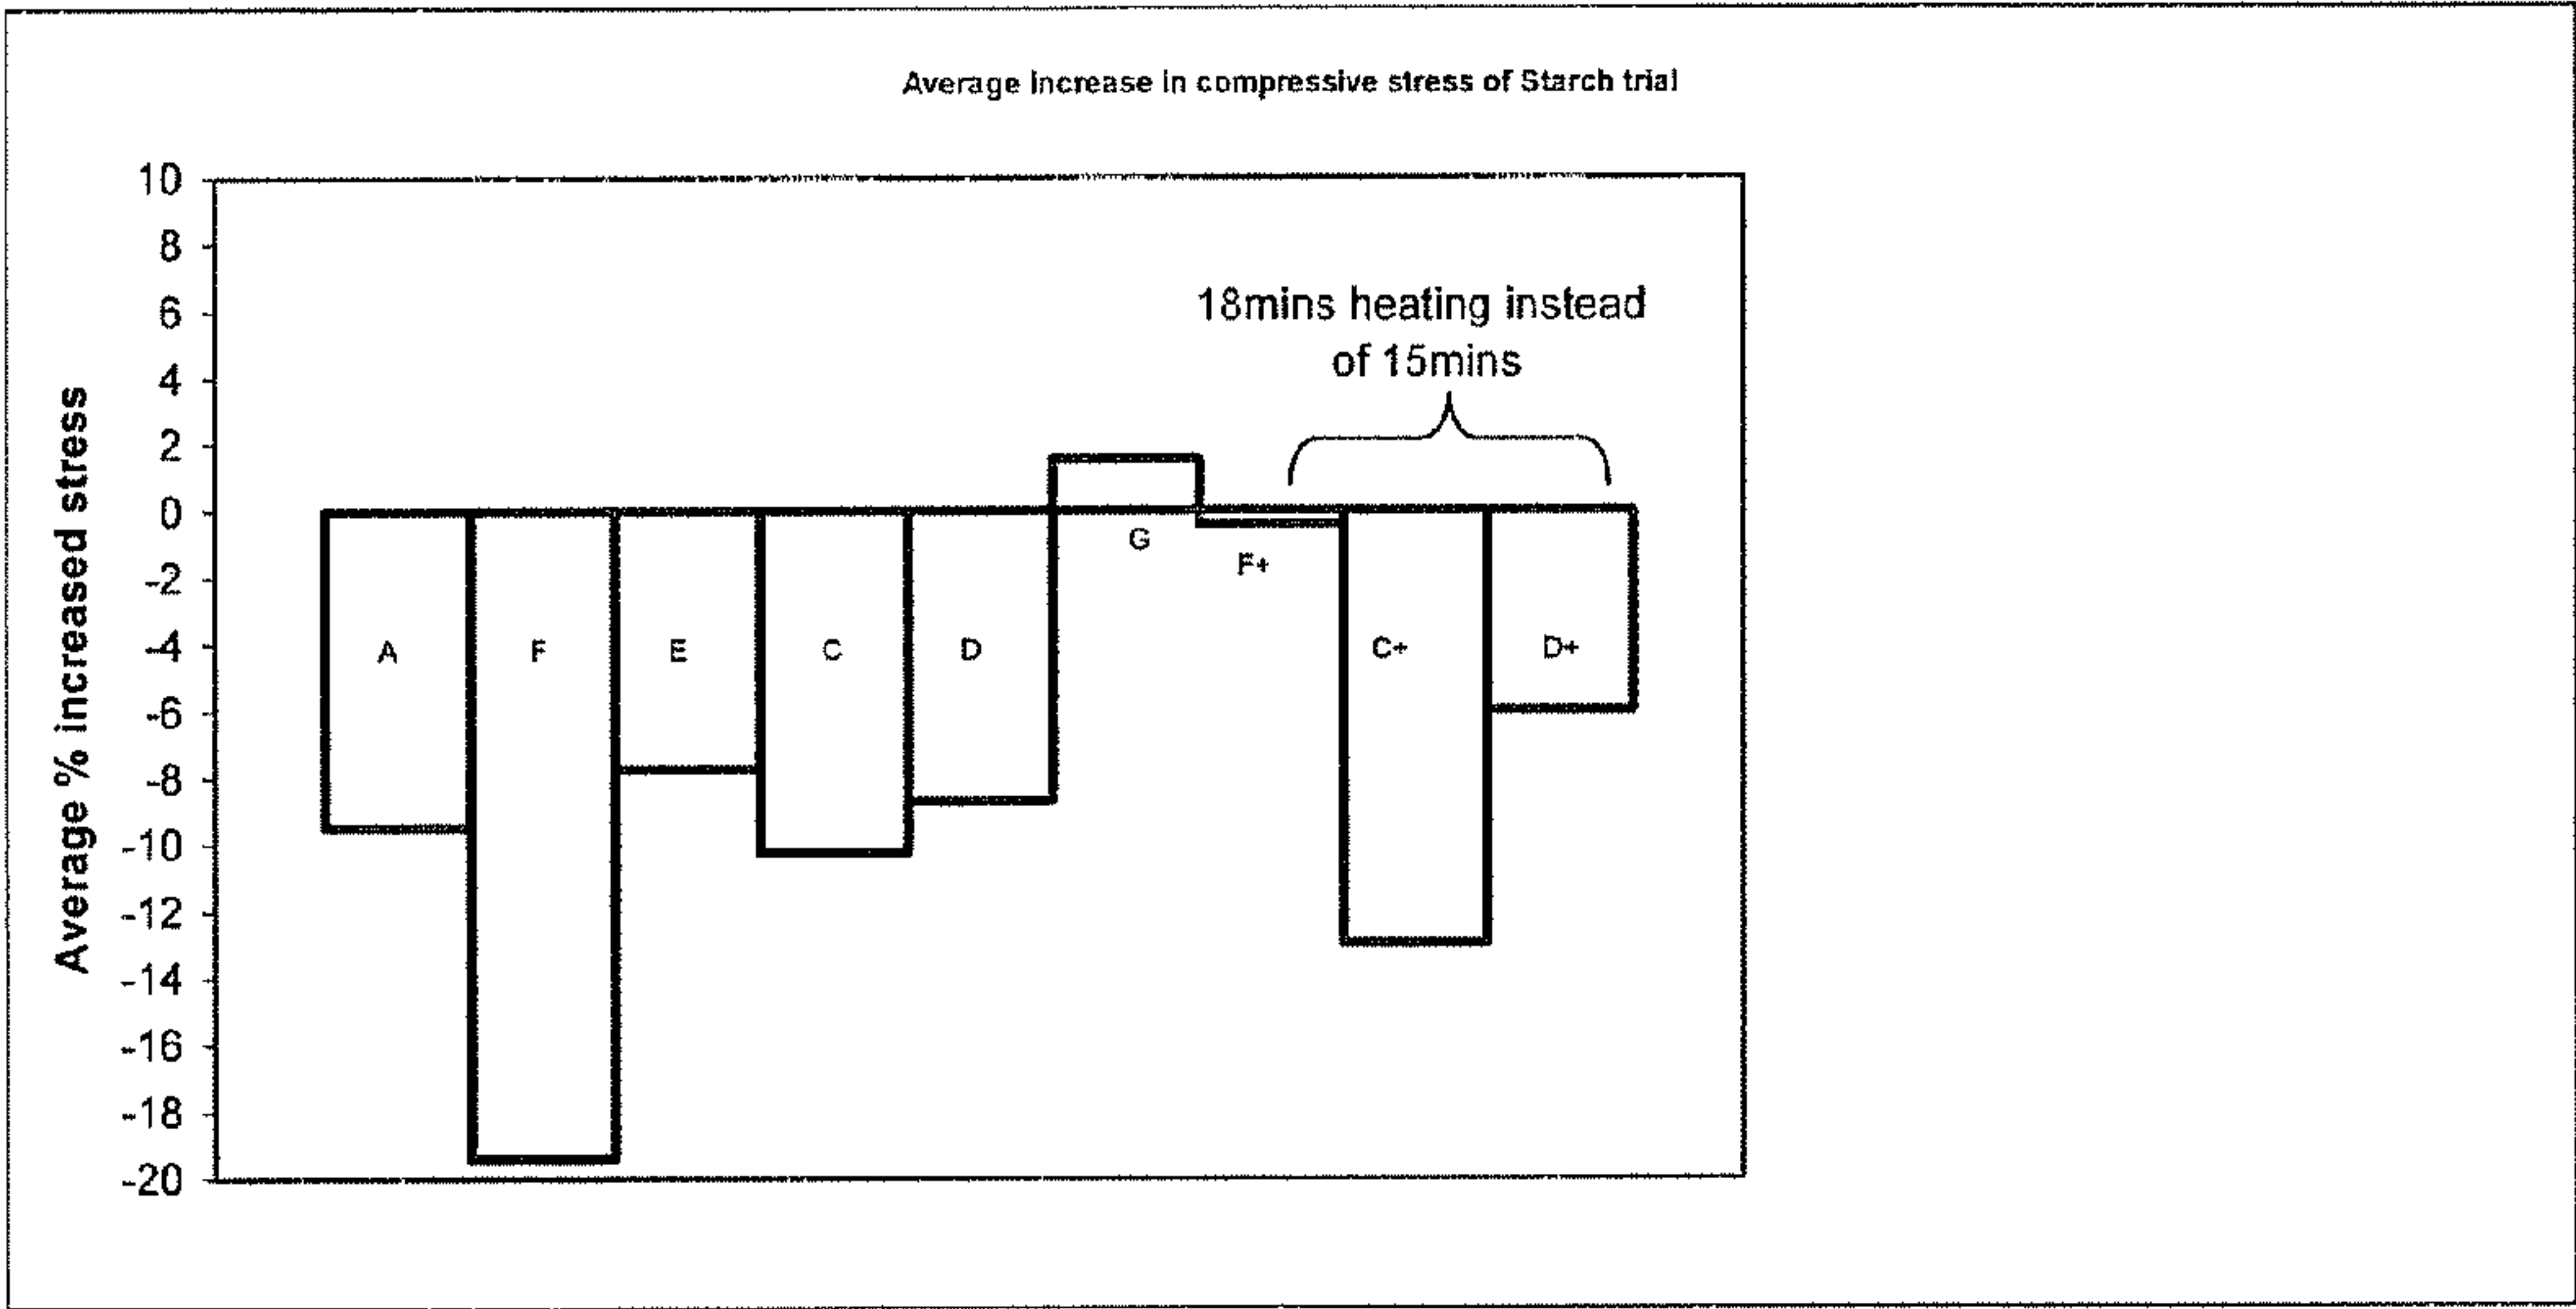 Average Increase in compressive stress of Starch trial
Average % increased stress
10
8
6
4
2
0
-2
-4
-6
-8
-10
-12
-14
-16
-18
-20
18mins heating instead
of 15mins
A
F
E
C
D
G
F+
C+
D+